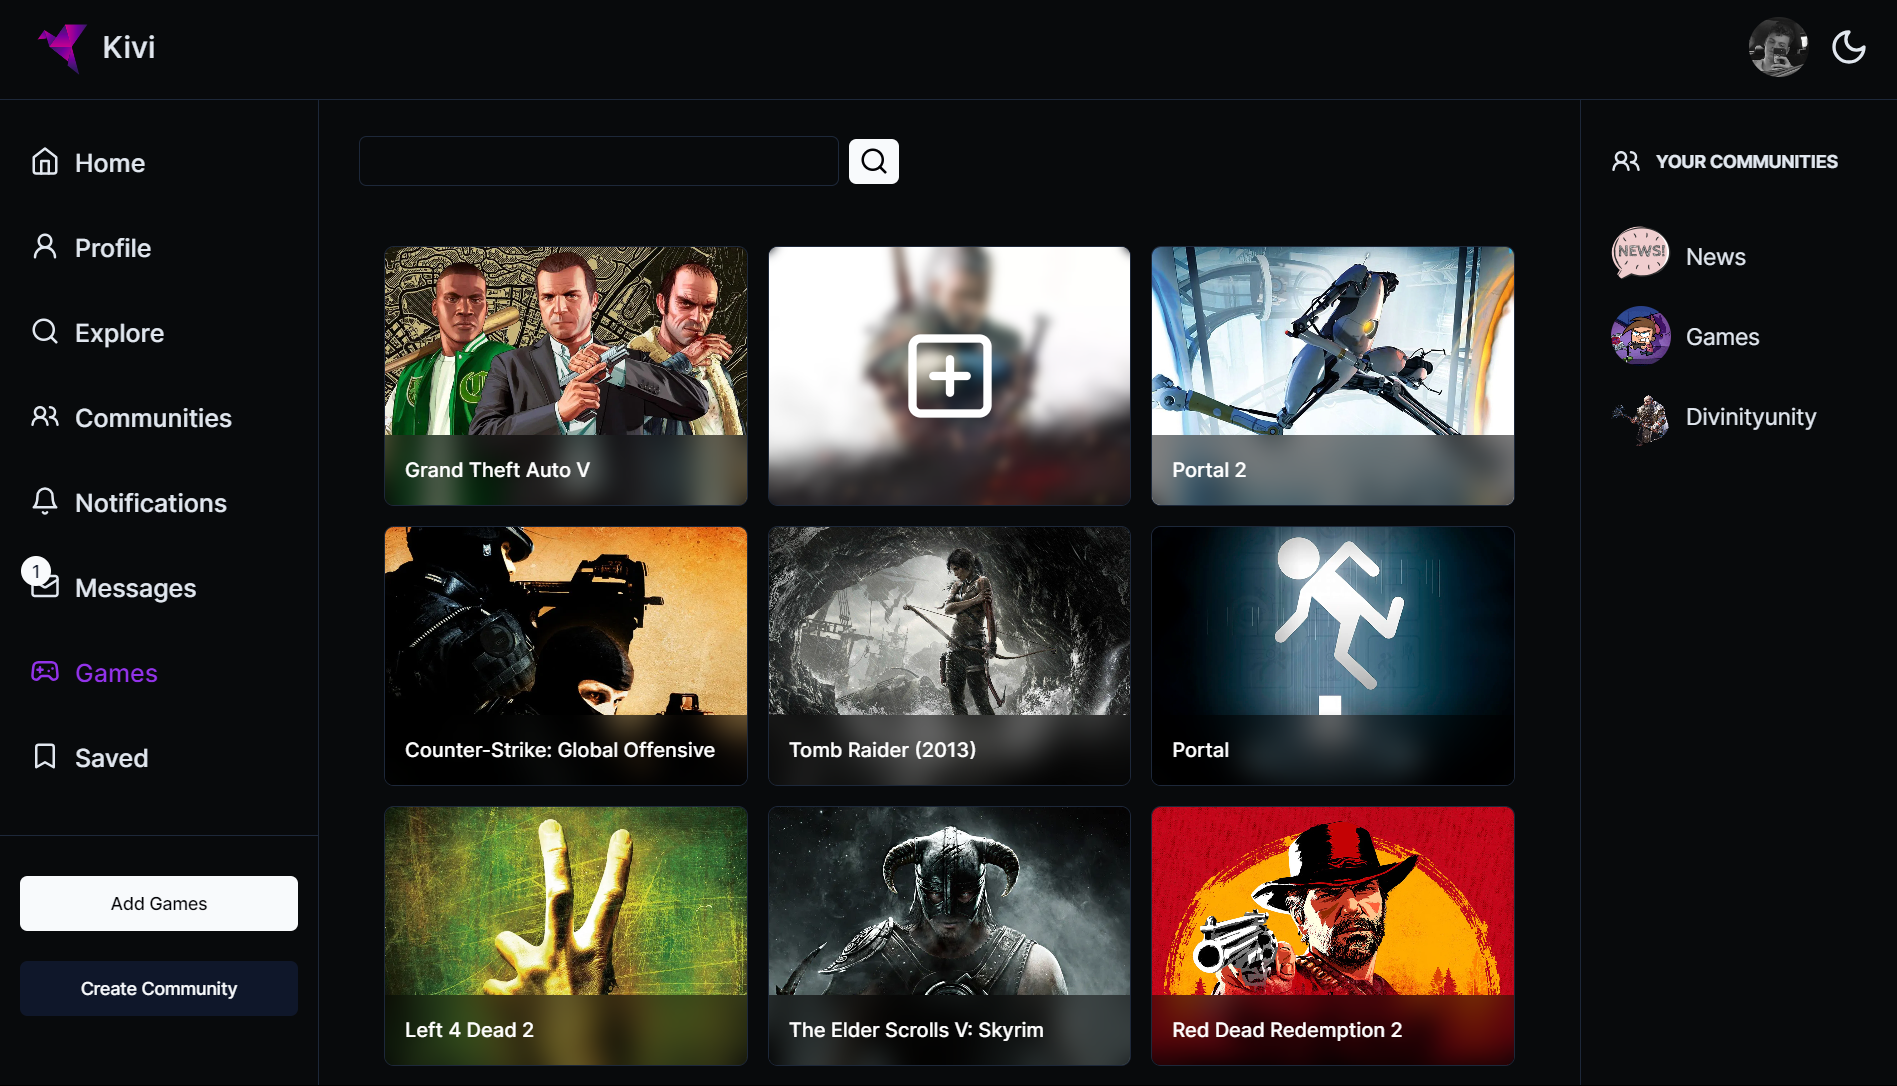 Kivi
Home
Profile
Explore
Communities
Notifications
1
Messages
Games
Saved
Add Games
Create Community
Grand Theft Auto V
Portal 2
Counter-Strike: Global Offensive
Tomb Raider (2013)
Portal
Left 4 Dead 2
The Elder Scrolls V: Skyrim
Red Dead Redemption 2
YOUR COMMUNITIES
NEWS!
News
Games
Divinityunity